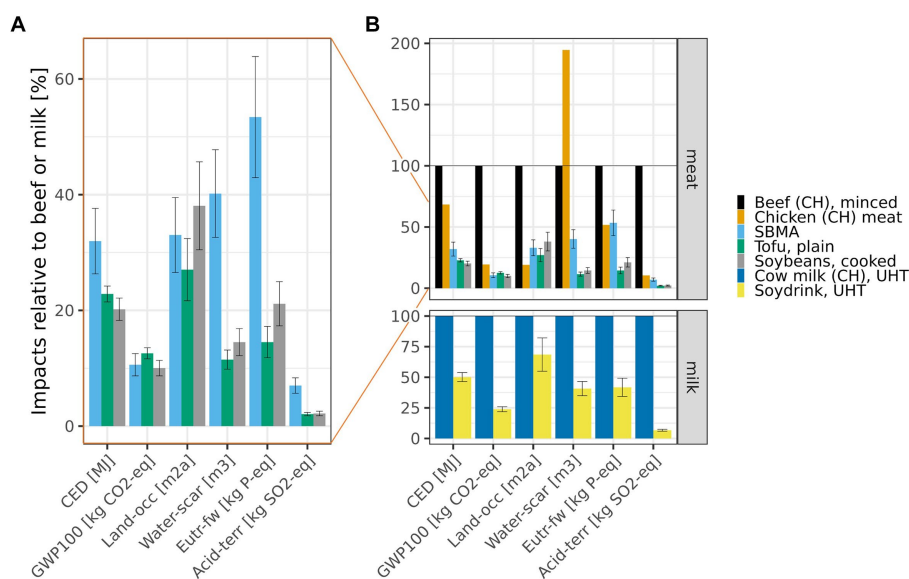 A
Impacts relative to beef or milk [%]
60
40
20
0
CED [MJ]
GWP100 [kg CO2-eq]
Land-occ [m2a]
Water-scar [m3]
Eutr-fw [kg P-eq]
Acid-terr [kg SO2-eq]
B
200
150
100
50
0
meat
100
75
50
25
0
milk
CED [MJ]
GWP100 [kg CO2-eq]
Land-occ [m2a]
Water-scar [m3]
Eutr-fw [kg P-eq]
Acid-terr [kg SO2-eq]
Beef (CH), minced
Chicken (CH) meat
SBMA
Tofu, plain
Soybeans, cooked
Cow milk (CH), UHT
Soydrink, UHT